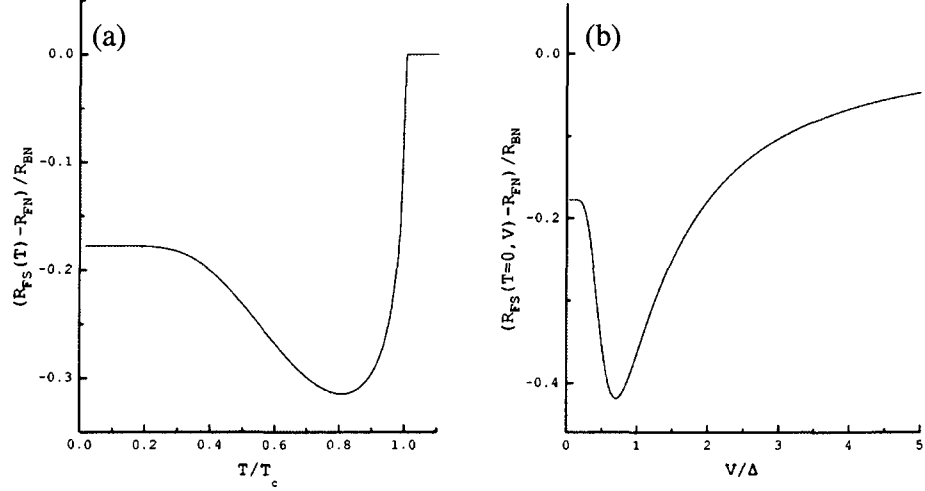 (a)
0.0
-0.1
-0.2
-0.3
(R_FS(T)-R_FN)/R_BN
0.0 0.2 0.4 0.6 0.8 1.0
T/T_c
(b)
0.0
-0.2
-0.4
(R_FS(T=0,V)-R_FN)/R_BN
0 1 2 3 4 5
V/Δ